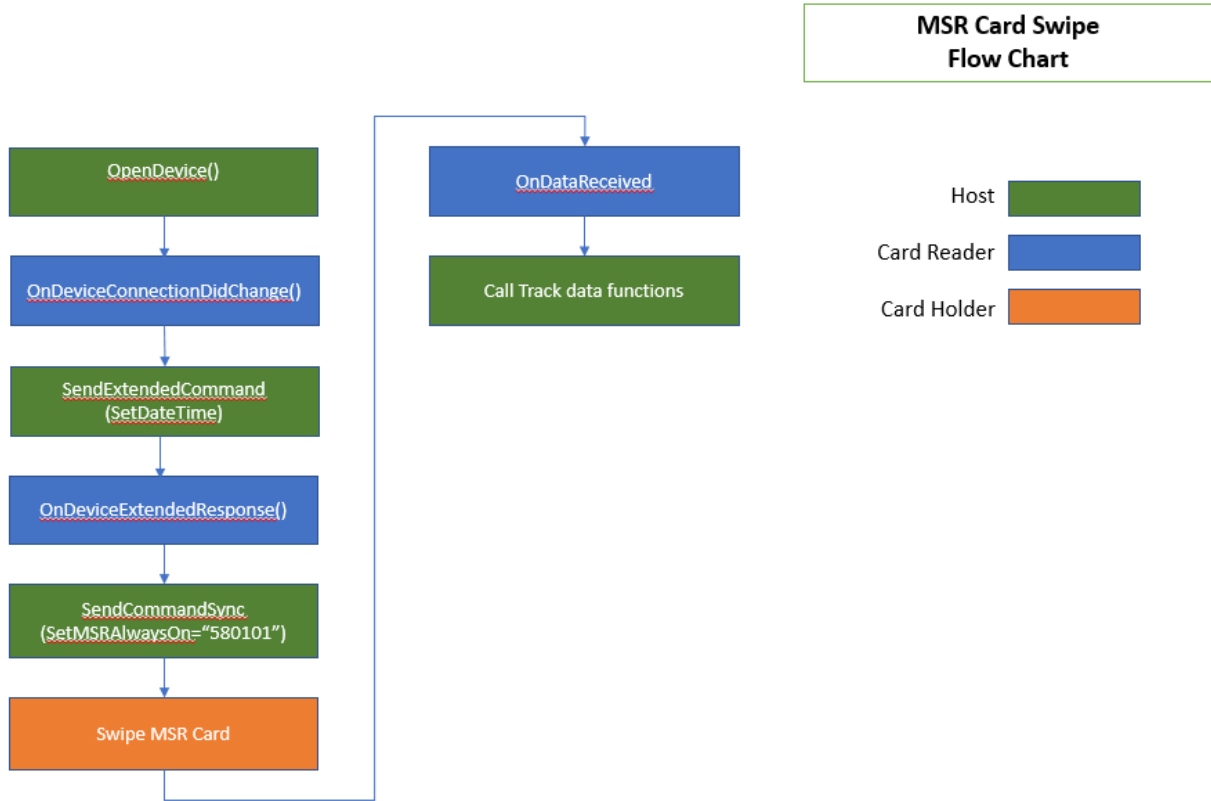 MSR Card Swipe
Flow Chart
OpenDevice()
OnDeviceConnectionDidChange()
SendExtendedCommand
(SetDateTime)
OnDeviceExtendedResponse()
SendCommandSync
(SetMSRAlwaysOn=“580101”)
Swipe MSR Card
OnDataReceived
Call Track data functions
Host
Card Reader
Card Holder